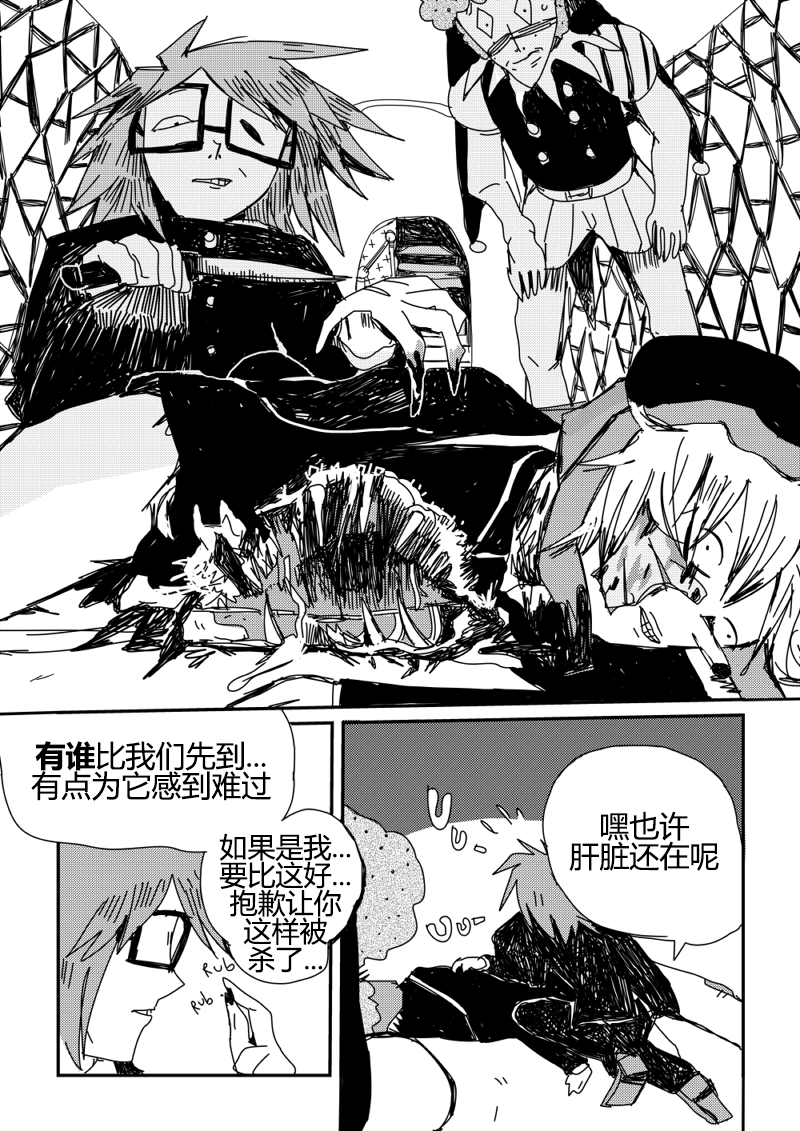 有谁比我们先到...
有点为它感到难过
如果是我...
要比这好...
抱歉让你
这样被
杀了...
RUB
RUB
嘿也许
肝脏还在呢